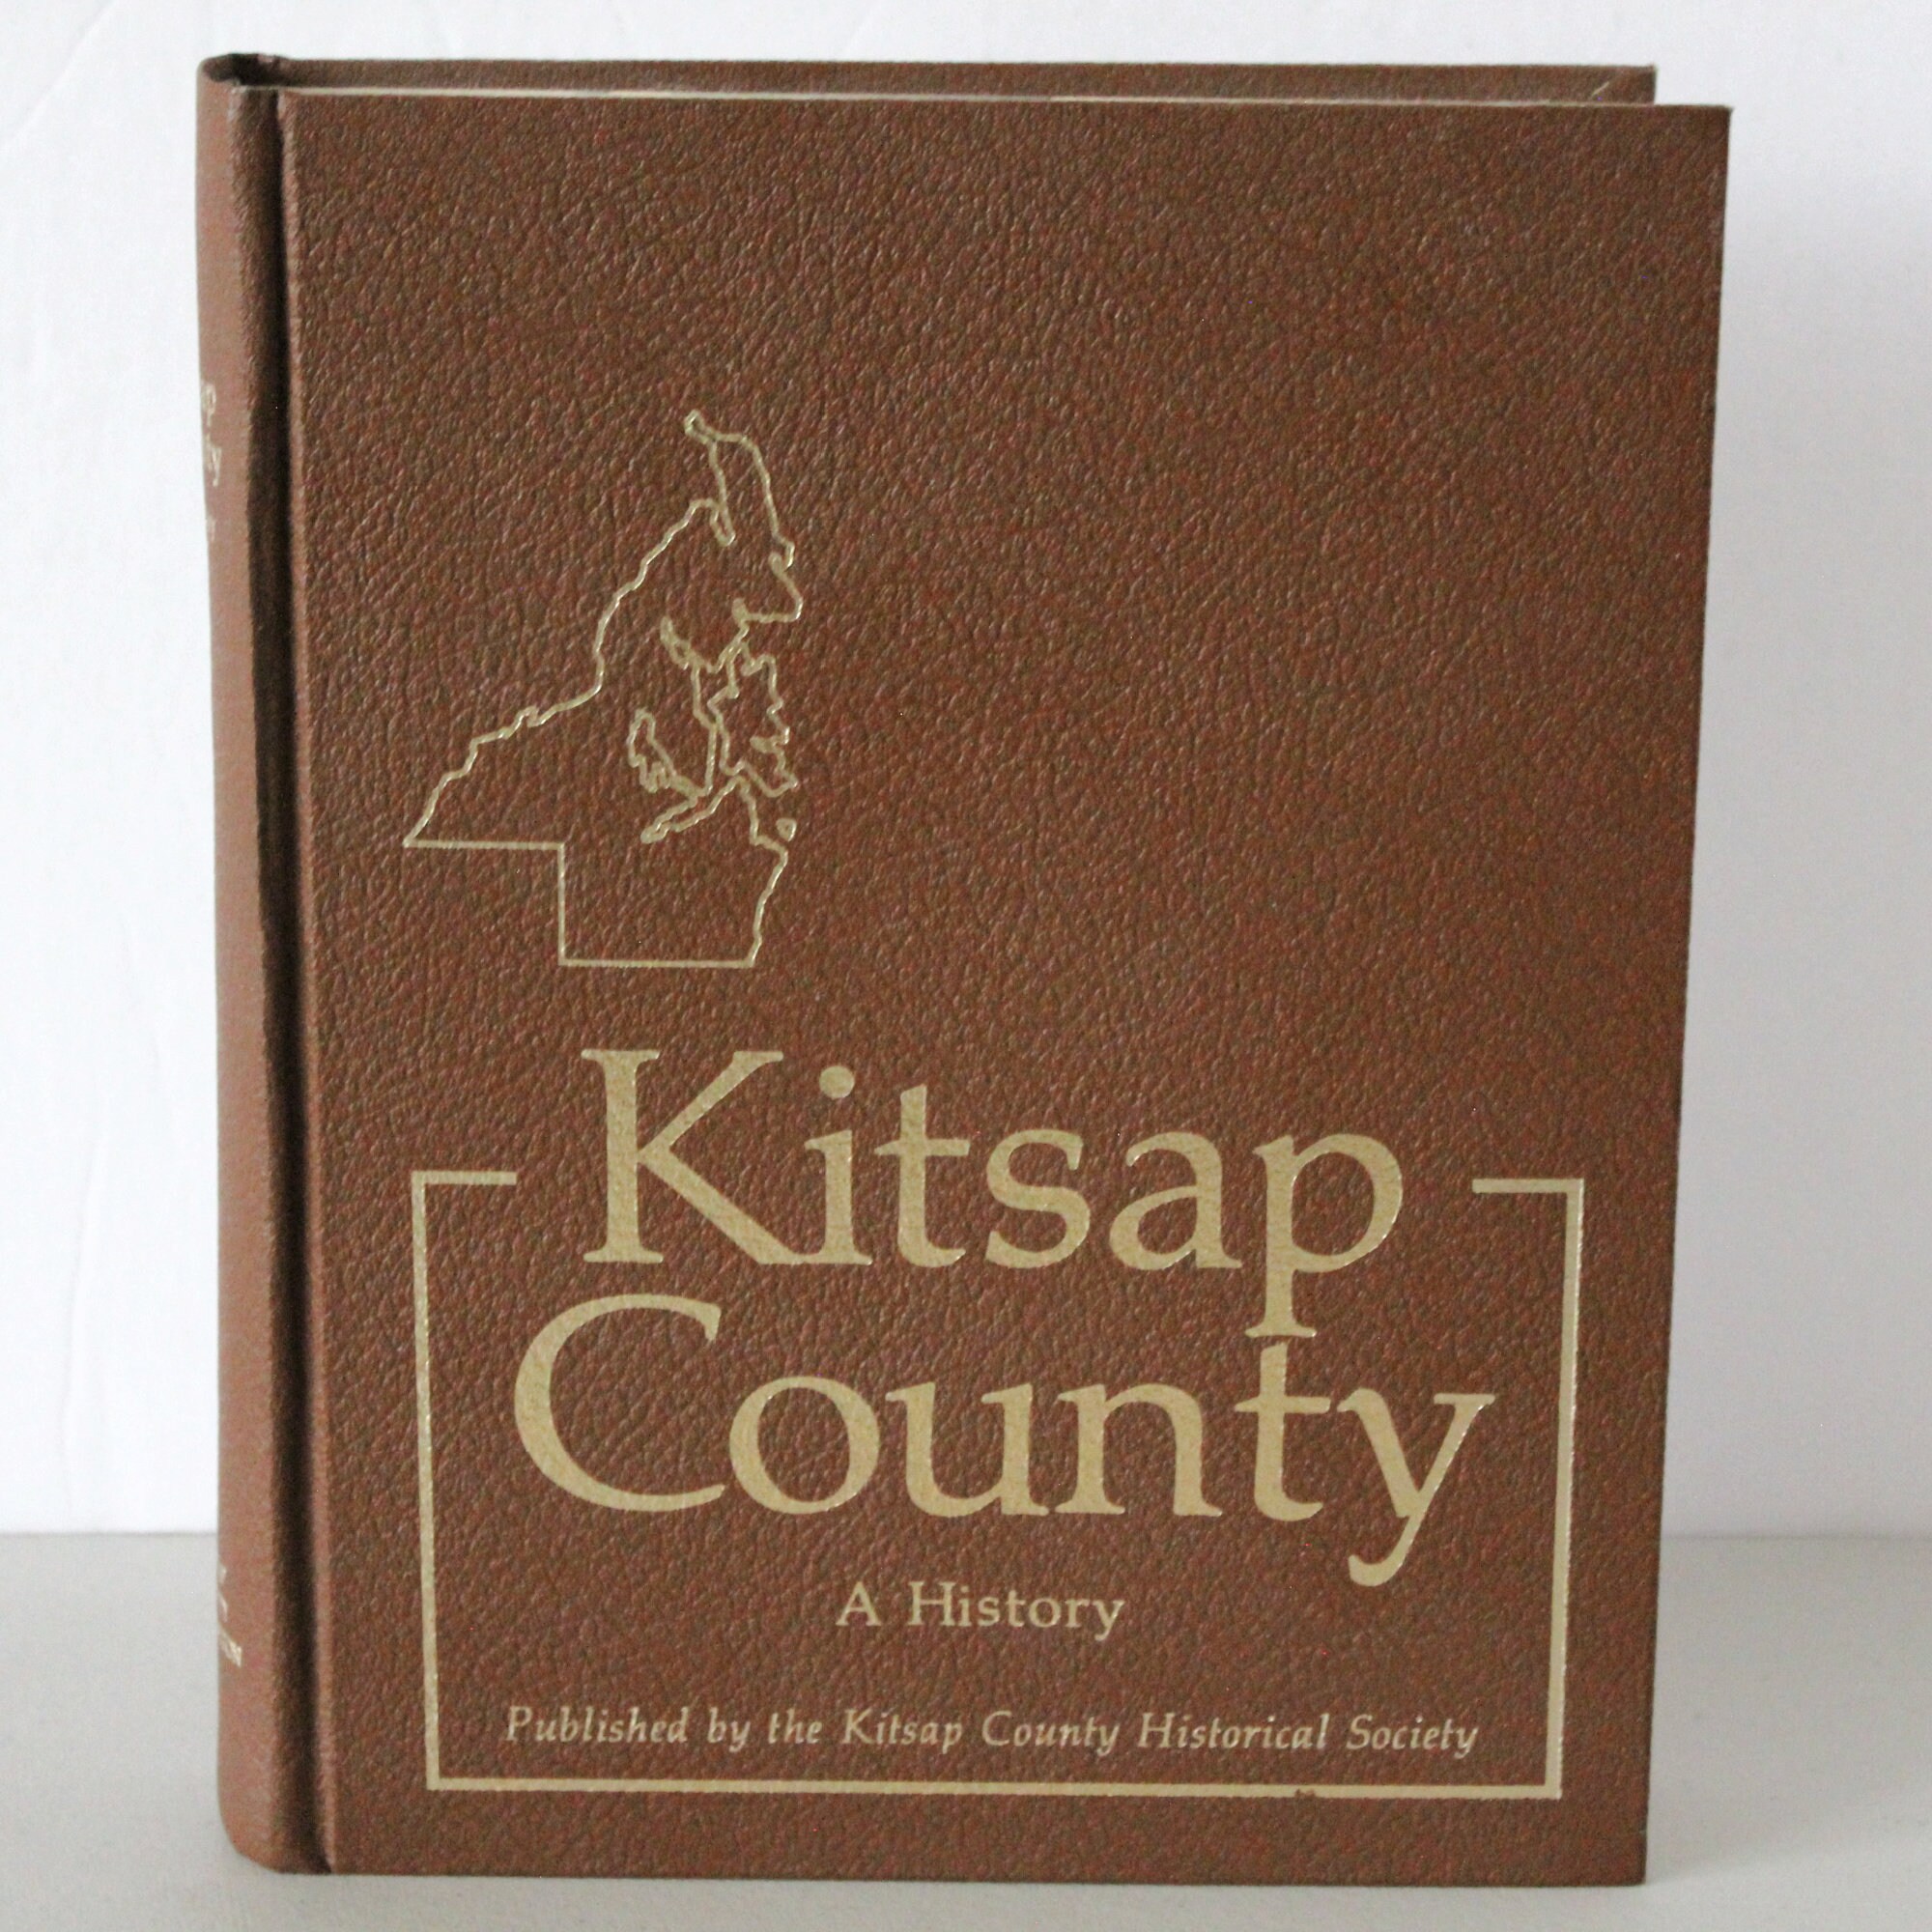 Kitsap
County
A History
Published by the Kitsap County Historical Society